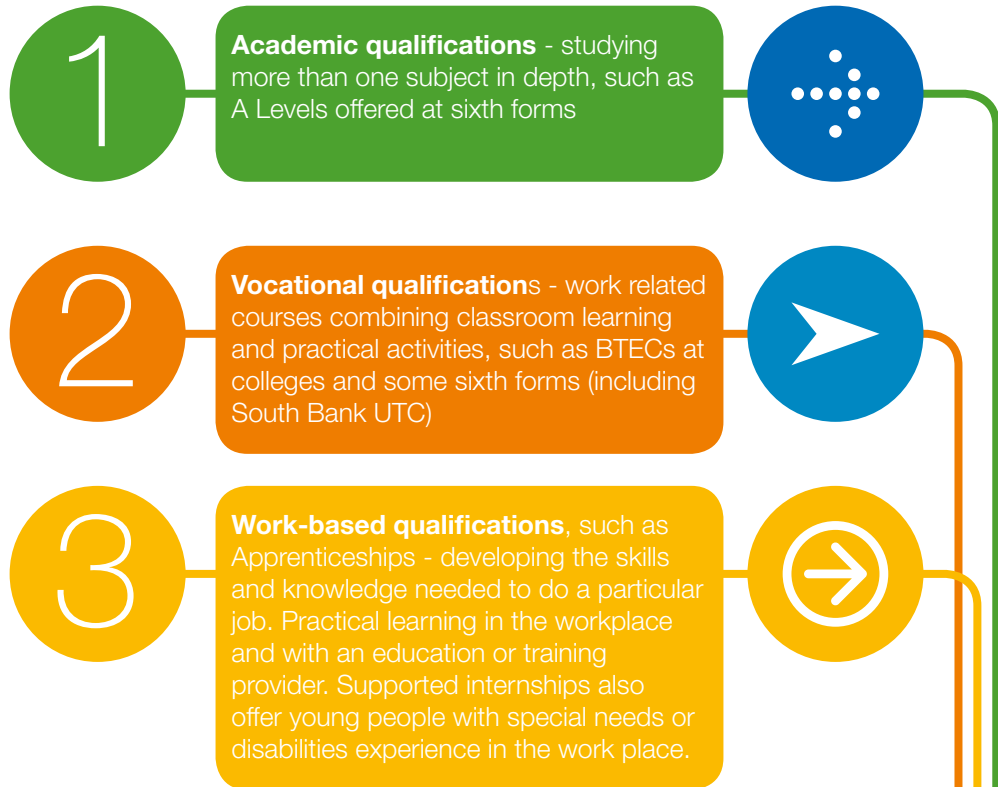 1
Academic qualifications - studying
more than one subject in depth, such as
A Levels offered at sixth forms
2
Vocational qualifications - work related
courses combining classroom learning
and practical activities, such as BTECs at
colleges and some sixth forms (including
South Bank UTC)
3
Work-based qualifications, such as
Apprenticeships - developing the skills
and knowledge needed to do a particular
job. Practical learning in the workplace
and with an education or training
provider. Supported internships also
offer young people with special needs or
disabilities experience in the work place.